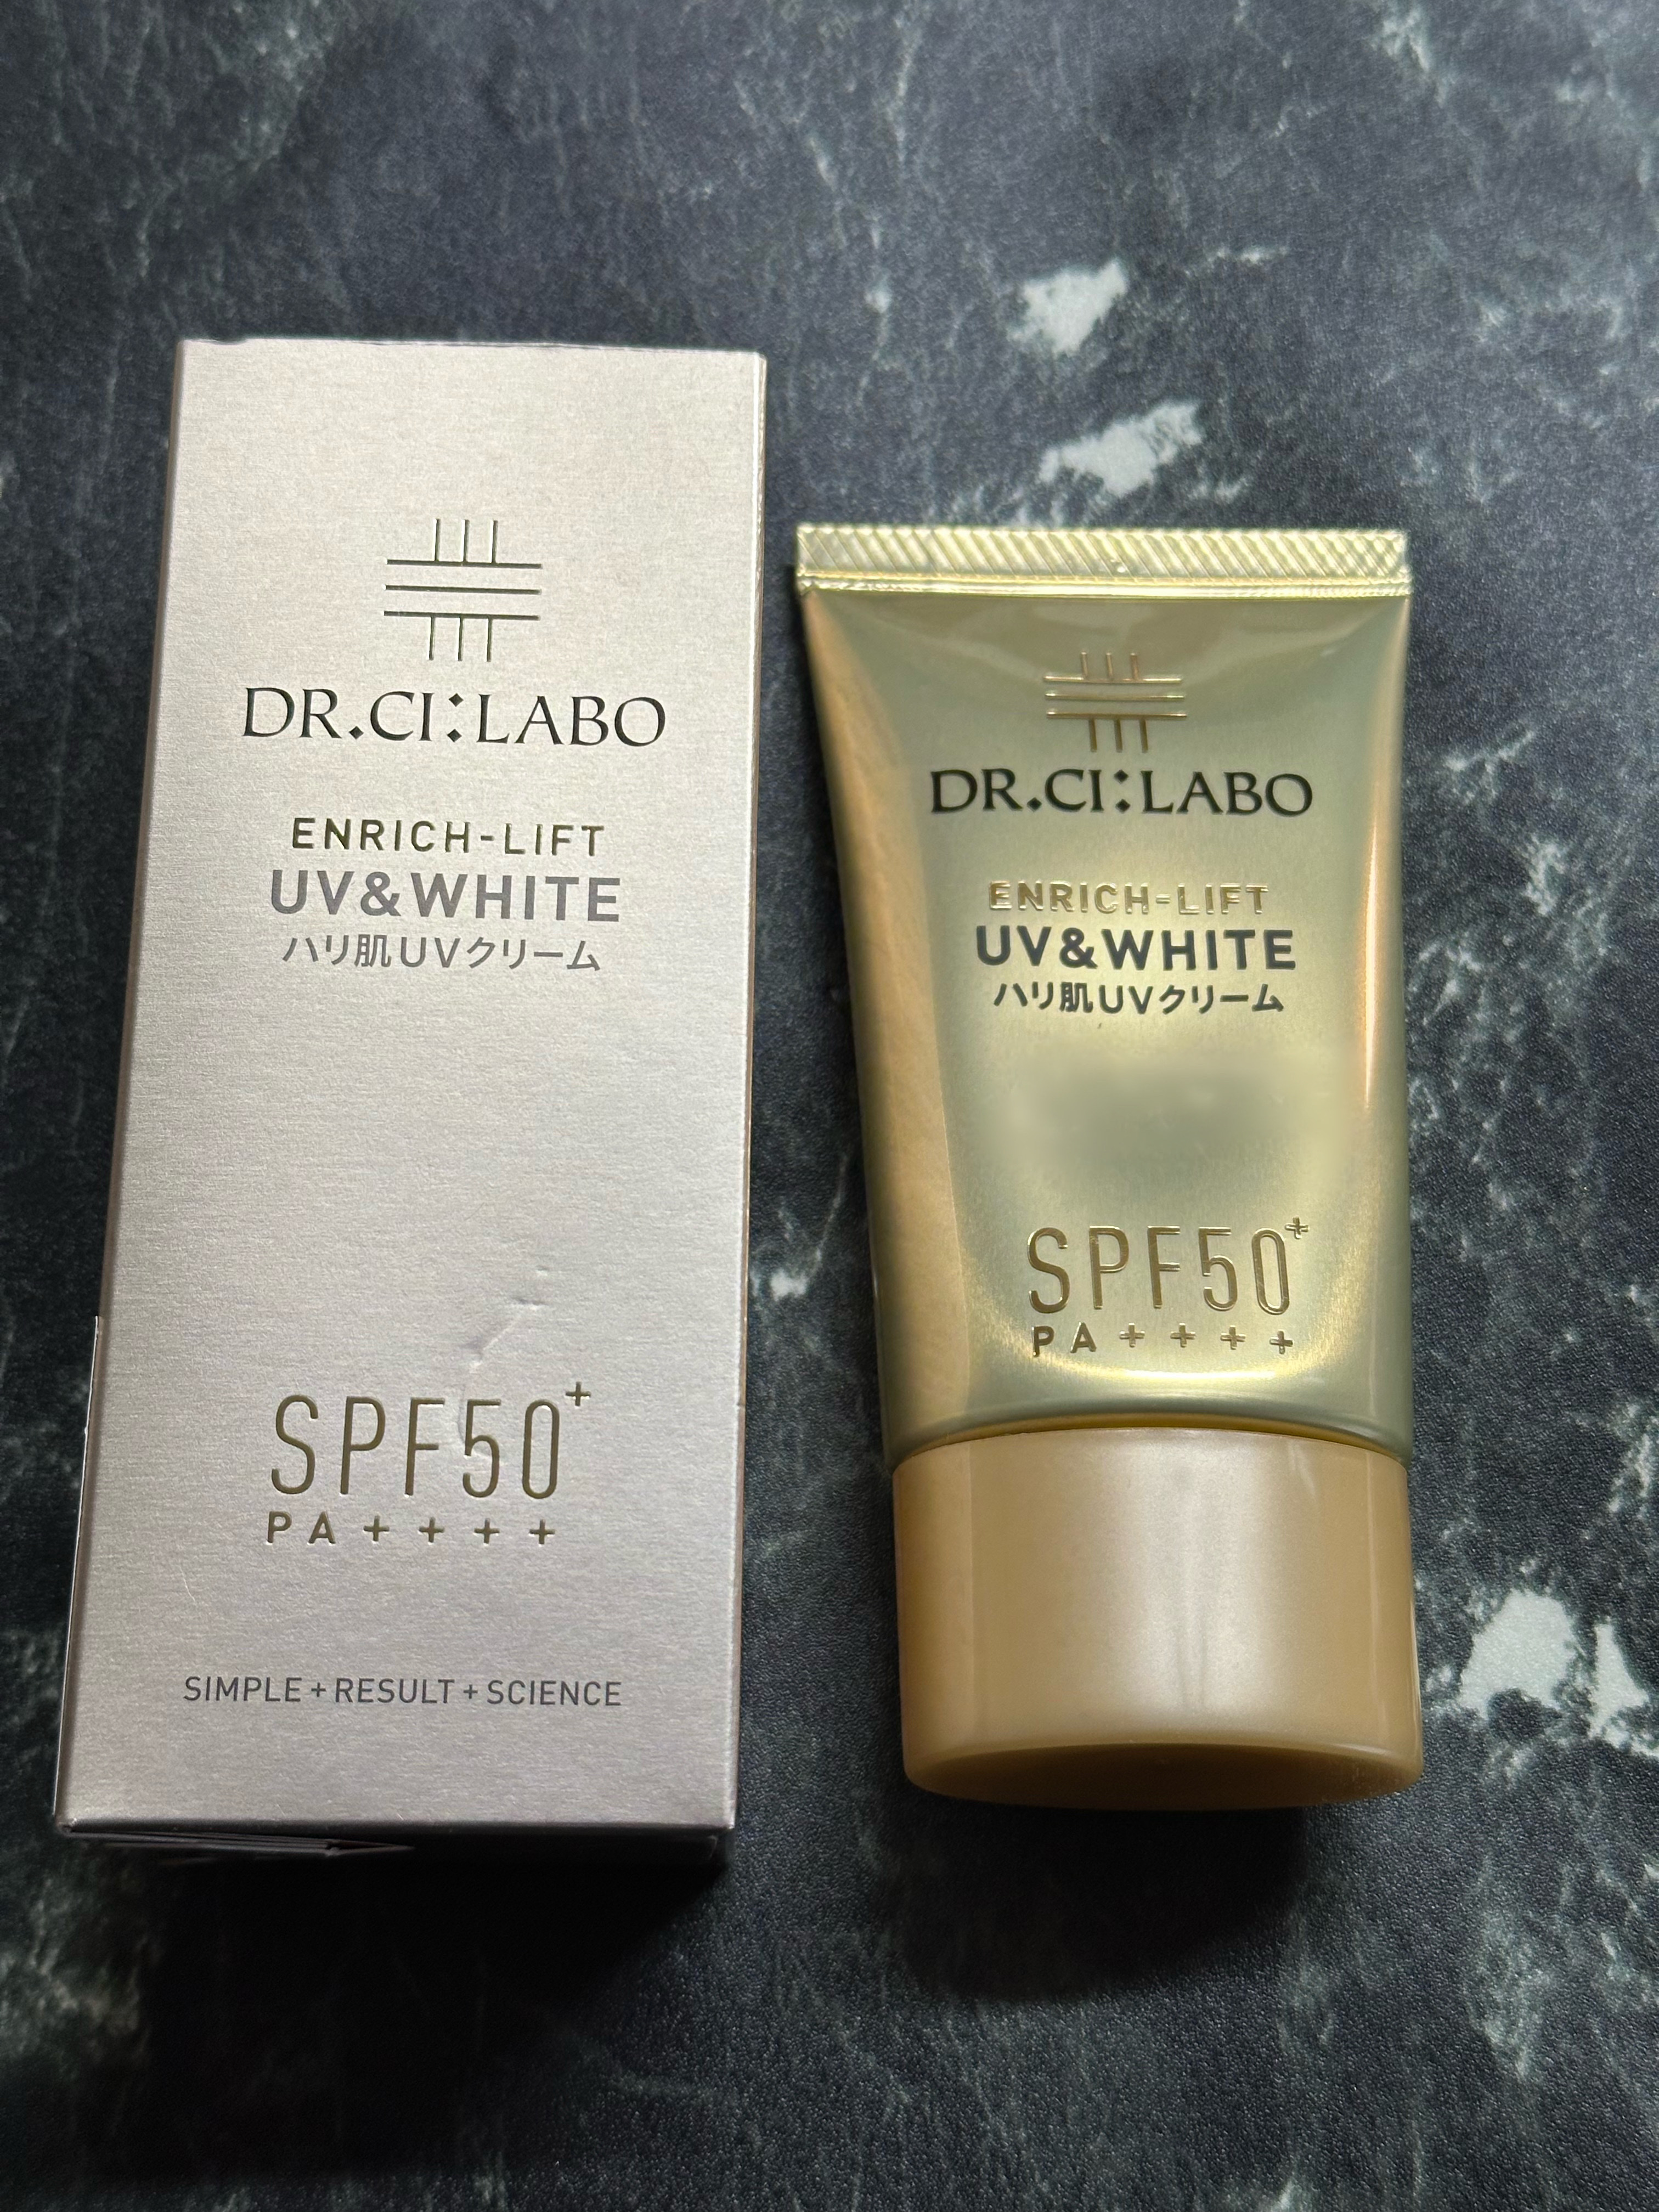 DR.CI:LABO
ENRICH-LIFT
UV&WHITE
ハリ肌UVクリーム
SPF50+
PA++++
SIMPLE+RESULT+SCIENCE
DR.CI:LABO
ENRICH-LIFT
UV&WHITE
ハリ肌UVクリーム
SPF50+
PA++++